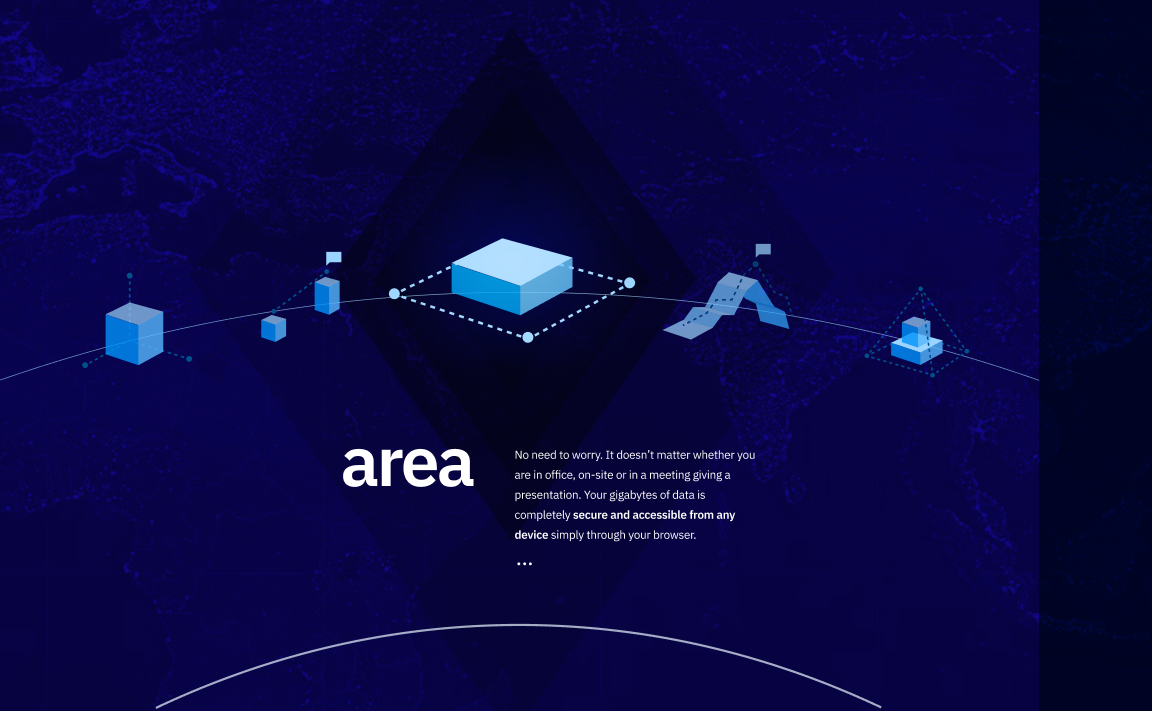 area
No need to worry. It doesn’t matter whether you
are in office, on-site or in a meeting giving a
presentation. Your gigabytes of data is
completely secure and accessible from any
device simply through your browser.
...